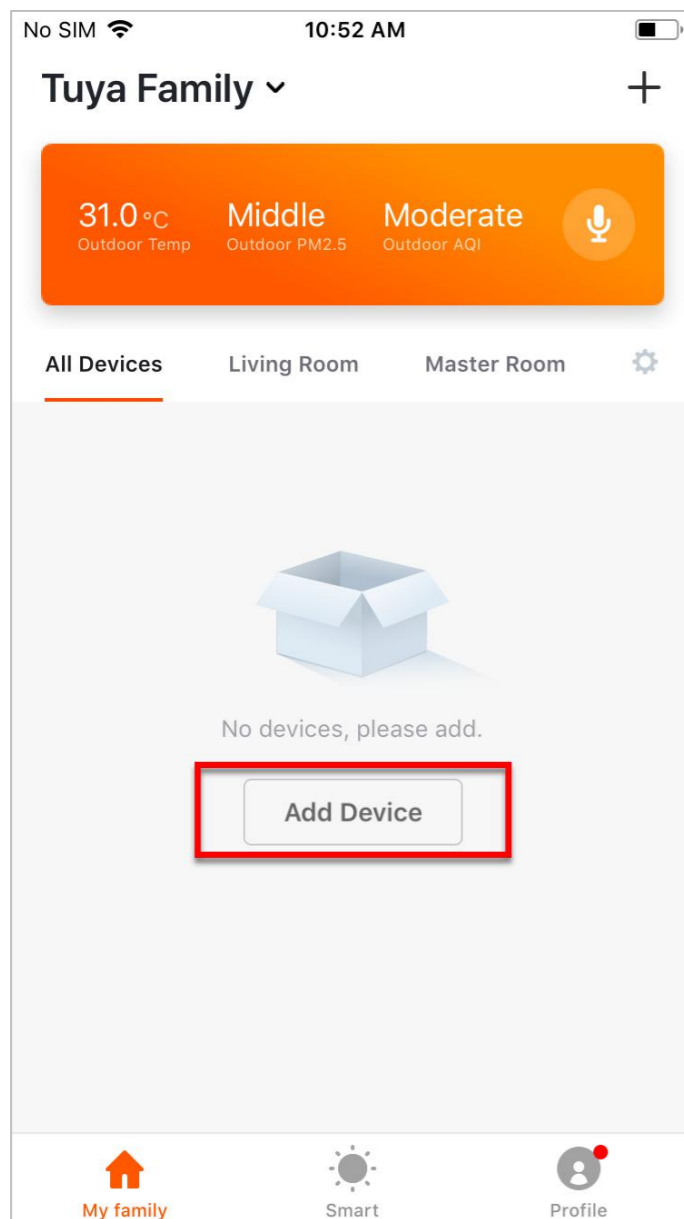 No SIM 10:52 AM
Tuya Family
31.0 °C Middle Moderate
Outdoor Temp Outdoor PM2.5 Outdoor AQI
All Devices Living Room Master Room
No devices, please add.
Add Device
My family Smart Profile